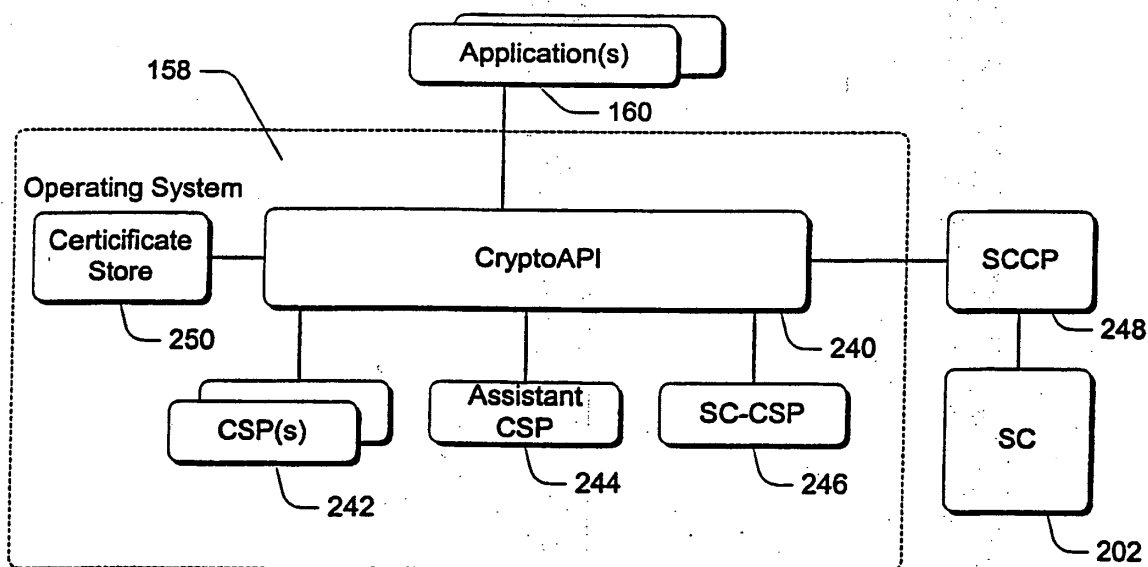 Application(s)
158
160
Operating System
Certicificate
Store
CryptoAPI
SCCP
250
240
248
CSP(s)
Assistant
CSP
SC-CSP
SC
242
244
246
202